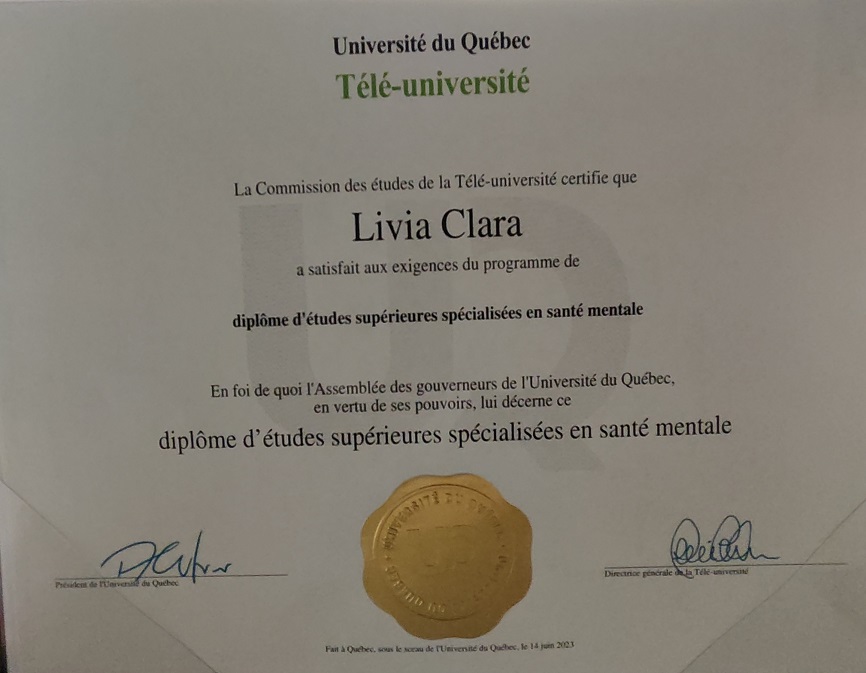 Université du Québec
Télé-université
La Commission des études de la Télé-université certifie que
Livia Clara
a satisfait aux exigences du programme de
diplôme d'études supérieures spécialisées en santé mentale
En foi de quoi l'Assemblée des gouverneurs de l'Université du Québec,
en vertu de ses pouvoirs, lui décerne ce
diplôme d'études supérieures spécialisées en santé mentale
UNIVERSITÉ DU QUÉBEC
Président de l'Université du Québec
Directrice générale de la Télé-université
Fait à Québec, sous le sceau de l'Université du Québec, le 14 juin 2023